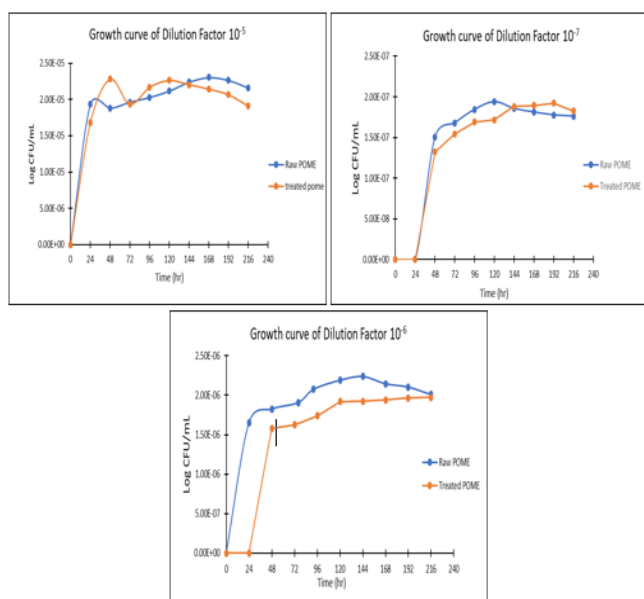 Growth curve of Dilution Factor 10-5
2.50E-05
2.00E-05
1.50E-05
1.00E-05
5.00E-06
0.00E+00
Log CFU/mL
0 24 48 72 96 120 144 168 192 216 240
Time (hr)
Raw POME
treated pome
Growth curve of Dilution Factor 10-7
2.50E-07
2.00E-07
1.50E-07
1.00E-07
5.00E-08
0.00E+00
Log CFU/mL
0 24 48 72 96 120 144 168 192 216 240
Time (hr)
Raw POME
Treated POME
Growth curve of Dilution Factor 10-6
2.50E-06
2.00E-06
1.50E-06
1.00E-06
5.00E-07
0.00E+00
Log CFU/mL
0 24 48 72 96 120 144 168 192 216 240
Time (hr)
Raw POME
Treated POME